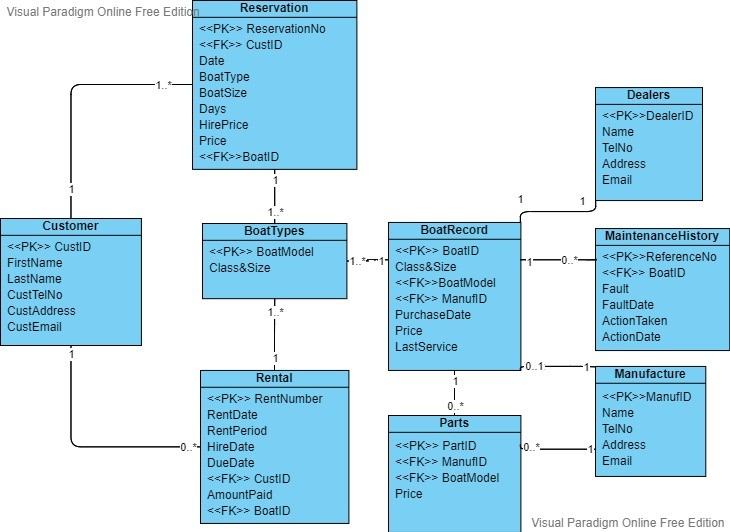 Visual Paradigm Online Free Edition
Reservation
<<PK>> ReservationNo
<<FK>> CustID
Date
BoatType
BoatSize
Days
HirePrice
Price
<<FK>>BoatID
1..*
1
1
1..*
Customer
<<PK>> CustID
FirstName
LastName
CustTelNo
CustAddress
CustEmail
1
0..*
BoatTypes
<<PK>> BoatModel
Class&Size
1..*
1
1..*
1
Rental
<<PK>> RentNumber
RentDate
RentPeriod
HireDate
DueDate
<<FK>> CustID
AmountPaid
<<FK>> BoatID
BoatRecord
<<PK>> BoatID
Class&Size
<<FK>>BoatModel
<<FK>> ManufID
PurchaseDate
Price
LastService
1
1
1
0..*
0..1
1
1
0..*
Parts
<<PK>> PartID
<<FK>> ManufID
<<FK>> BoatModel
Price
0..*
1
Dealers
<<PK>>DealerID
Name
TelNo
Address
Email
MaintenanceHistory
<<PK>>ReferenceNo
<<FK>> BoatID
Fault
FaultDate
ActionTaken
ActionDate
Manufacture
<<PK>>ManufID
Name
TelNo
Address
Email
Visual Paradigm Online Free Edition